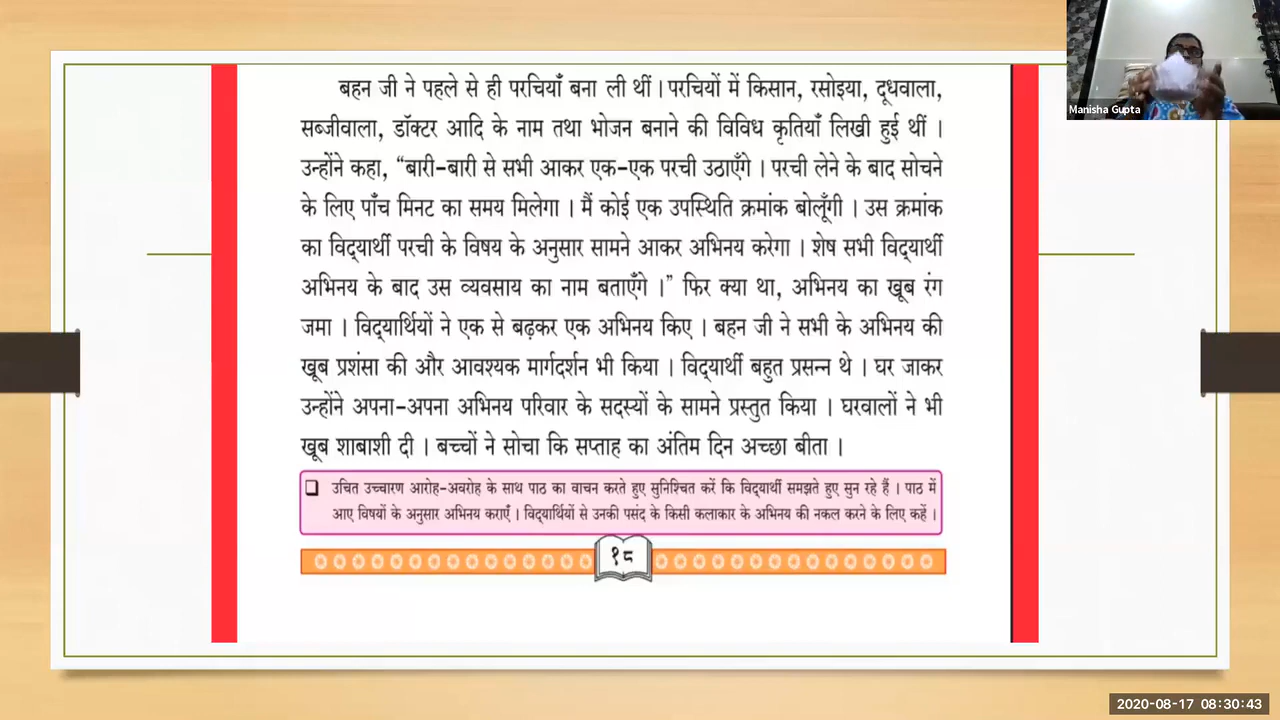 बहन जी ने पहले से ही परचियाँ बना ली थीं । परचियों में किसान, रसोइया, दूधवाला,
सब्जीवाला, डॉक्टर आदि के नाम तथा भोजन बनाने की विविध कृतियाँ लिखी हुई थीं ।
उन्होंने कहा, “बारी-बारी से सभी आकर एक-एक परची उठाएँगे । परची लेने के बाद सोचने
के लिए पाँच मिनट का समय मिलेगा । मैं कोई एक उपस्थिति क्रमांक बोलूँगी । उस क्रमांक
का विद्‌यार्थी परची के विषय के अनुसार सामने आकर अभिनय करेगा । शेष सभी विद्‌यार्थी
अभिनय के बाद उस व्यवसाय का नाम बताएँगे ।” फिर क्या था, अभिनय का खूब रंग
जमा । विद्‌यार्थियों ने एक से बढ़कर एक अभिनय किए । बहन जी ने सभी के अभिनय की
खूब प्रशंसा की और आवश्यक मार्गदर्शन भी किया । विद्‌यार्थी बहुत प्रसन्न थे । घर जाकर
उन्होंने अपना-अपना अभिनय परिवार के सदस्यों के सामने प्रस्तुत किया । घरवालों ने भी
खूब शाबाशी दी । बच्चों ने सोचा कि सप्ताह का अंतिम दिन अच्छा बीता ।
उचित उच्चारण आरोह-अवरोह के साथ पाठ का वाचन करते हुए सुनिश्चित करें कि विद्‌यार्थी समझते हुए सुन रहे हैं । पाठ में
आए विषयों के अनुसार अभिनय कराएँ । विद्‌यार्थियों से उनकी पसंद के किसी कलाकार के अभिनय की नकल करने के लिए कहें ।
१८
Manisha Gupta
2020-08-17 08:30:43